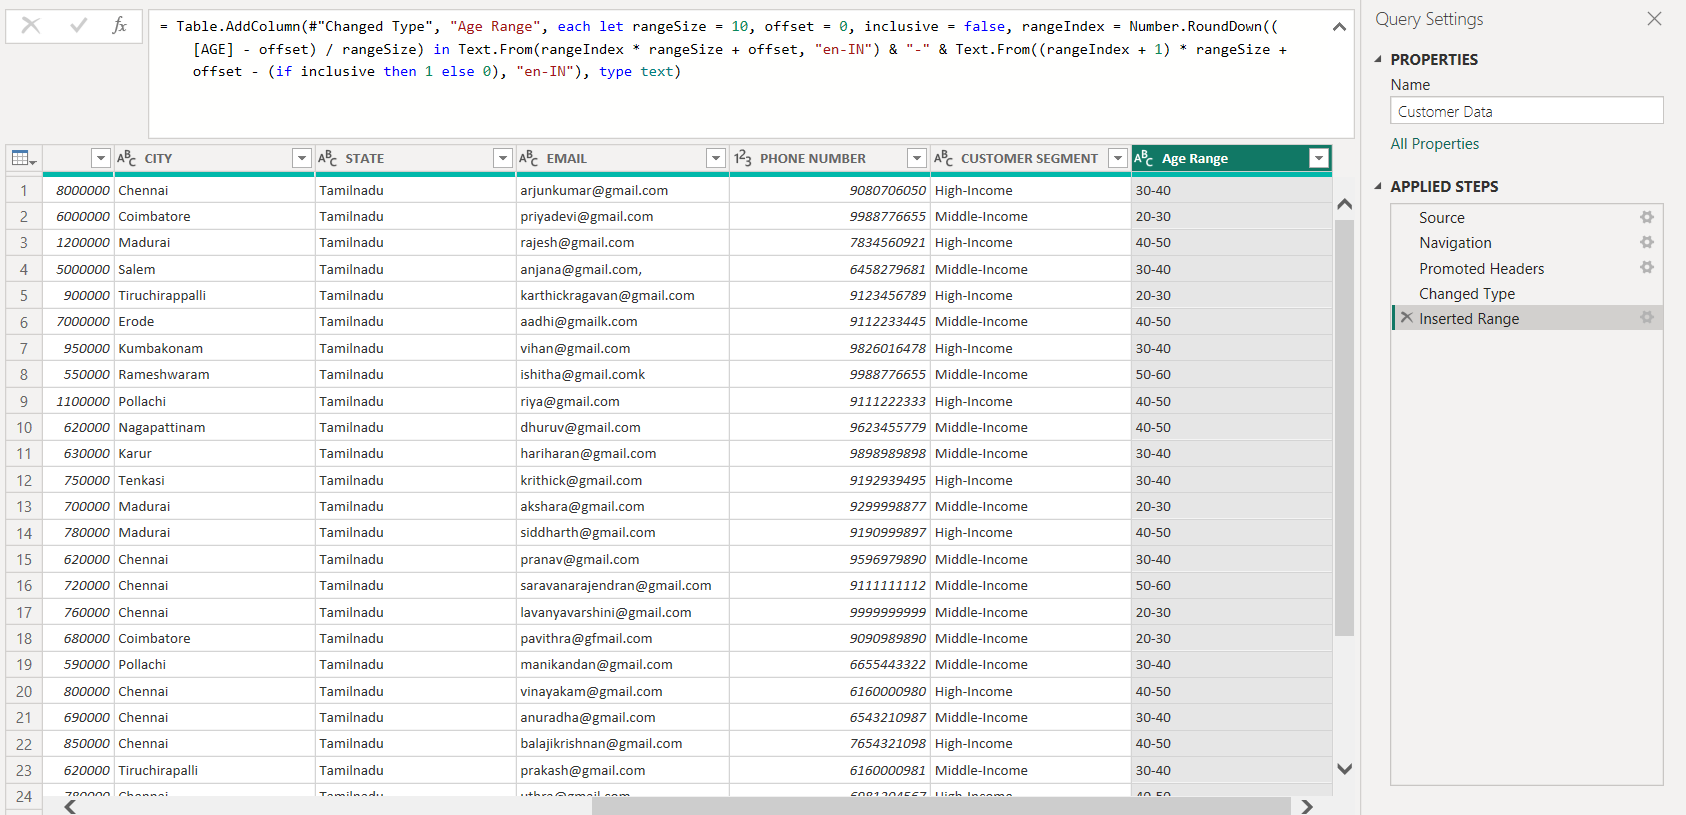 fx
= Table.AddColumn(#"Changed Type", "Age Range", each let rangeSize = 10, offset = 0, inclusive = false, rangeIndex = Number.RoundDown((
[AGE] - offset) / rangeSize) in Text.From(rangeIndex * rangeSize + offset, "en-IN") & "-" & Text.From((rangeIndex + 1) * rangeSize +
offset - (if inclusive then 1 else 0), "en-IN"), type text)
ABC CITY ABC STATE ABC EMAIL 123 PHONE NUMBER ABC CUSTOMER SEGMENT ABC Age Range
1 8000000 Chennai Tamilnadu arjunkumar@gmail.com 9080706050 High-Income 30-40
2 6000000 Coimbatore Tamilnadu priyadevi@gmail.com 9988776655 Middle-Income 20-30
3 1200000 Madurai Tamilnadu rajesh@gmail.com 7834560921 High-Income 40-50
4 5000000 Salem Tamilnadu anjana@gmail.com, 6458279681 Middle-Income 30-40
5 900000 Tiruchirappalli Tamilnadu karthickragavan@gmail.com 9123456789 High-Income 20-30
6 7000000 Erode Tamilnadu aadhi@gmailk.com 9112233445 Middle-Income 40-50
7 950000 Kumbakonam Tamilnadu vihan@gmail.com 9826016478 High-Income 30-40
8 550000 Rameshwaram Tamilnadu ishitha@gmail.comk 9988776655 Middle-Income 50-60
9 1100000 Pollachi Tamilnadu riya@gmail.com 9111222333 High-Income 40-50
10 620000 Nagapattinam Tamilnadu dhuruv@gmail.com 9623455779 Middle-Income 40-50
11 630000 Karur Tamilnadu hariharan@gmail.com 9898989898 Middle-Income 30-40
12 750000 Tenkasi Tamilnadu krithick@gmail.com 9192939495 High-Income 30-40
13 700000 Madurai Tamilnadu akshara@gmail.com 9299998877 Middle-Income 20-30
14 780000 Madurai Tamilnadu siddharth@gmail.com 9190999897 High-Income 40-50
15 620000 Chennai Tamilnadu pranav@gmail.com 9596979890 Middle-Income 30-40
16 720000 Chennai Tamilnadu saravanarajendran@gmail.com 9111111112 Middle-Income 50-60
17 760000 Chennai Tamilnadu lavanyavarshini@gmail.com 9999999999 Middle-Income 20-30
18 680000 Coimbatore Tamilnadu pavithra@gfmail.com 9090989890 Middle-Income 20-30
19 590000 Pollachi Tamilnadu manikandan@gmail.com 6655443322 Middle-Income 30-40
20 800000 Chennai Tamilnadu vinayakam@gmail.com 6160000980 High-Income 40-50
21 690000 Chennai Tamilnadu anuradha@gmail.com 6543210987 Middle-Income 30-40
22 850000 Chennai Tamilnadu balajikrishnan@gmail.com 7654321098 High-Income 40-50
23 620000 Tiruchirapalli Tamilnadu prakash@gmail.com 6160000981 Middle-Income 30-40
24 780000 Chennai Tamilnadu uthra@gmail.com High-Income 40-50
Query Settings
PROPERTIES
Name
Customer Data
All Properties
APPLIED STEPS
Source
Navigation
Promoted Headers
Changed Type
Inserted Range